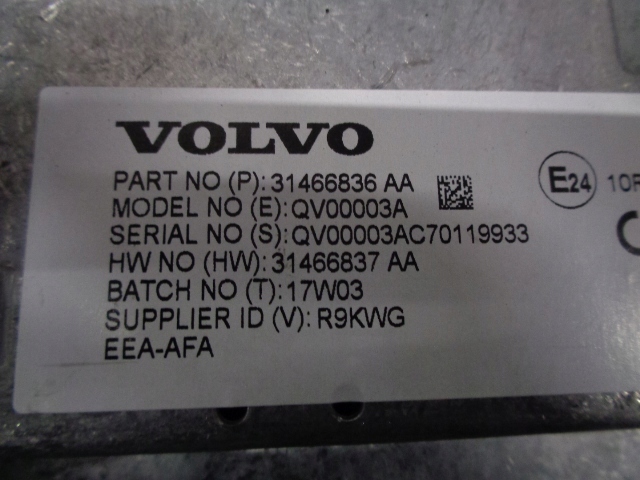 VOLVO
PART NO (P): 31466836 AA
MODEL NO (E): QV00003A
SERIAL NO (S): QV00003AC70119933
HW NO (HW): 31466837 AA
BATCH NO (T): 17W03
SUPPLIER ID (V): R9KWG
EEA-AFA
E24